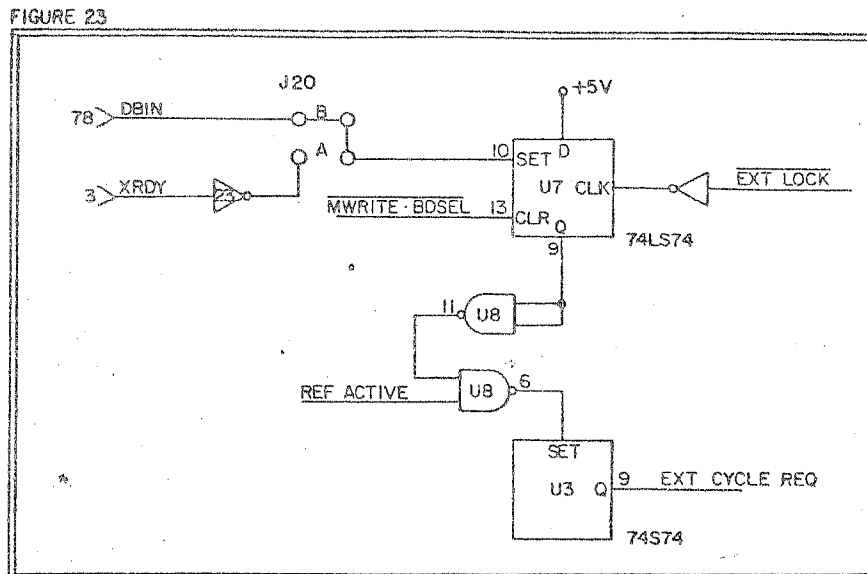 FIGURE 23
J20
+5V
78 DBIN
B
A
10 SET D
3 XRDY
23
U7 CLK
EXT LOCK
MWRITE·BDSEL
13 CLR Q
9
74LS74
11
U8
REF ACTIVE
U8
6
SET
U3 Q 9 EXT CYCLE REQ
74S74